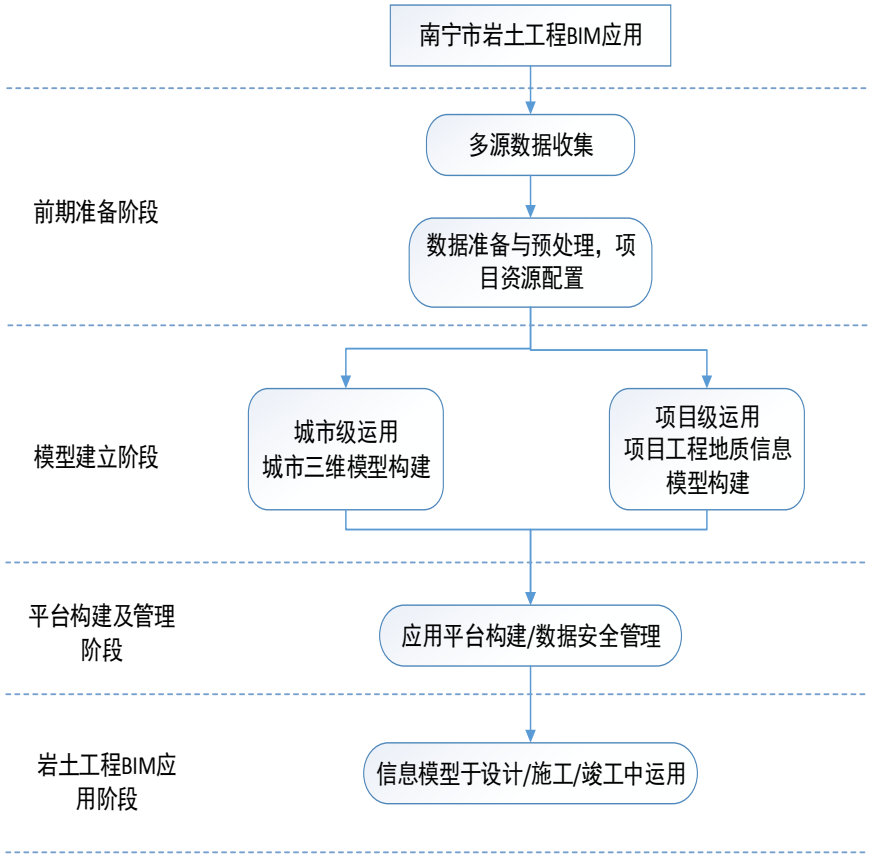 南宁市岩土工程BIM应用
多源数据收集
前期准备阶段
数据准备与预处理，项
目资源配置
城市级运用
城市三维模型构建
项目级运用
项目工程地质信息
模型构建
模型建立阶段
平台构建及管理
阶段
应用平台构建/数据安全管理
岩土工程BIM应
用阶段
信息模型于设计/施工/竣工中运用